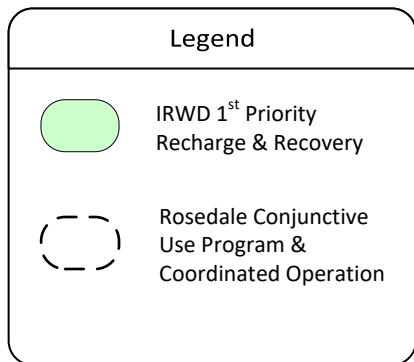 Legend
IRWD 1st Priority
Recharge & Recovery
Rosedale Conjunctive
Use Program &
Coordinated Operation